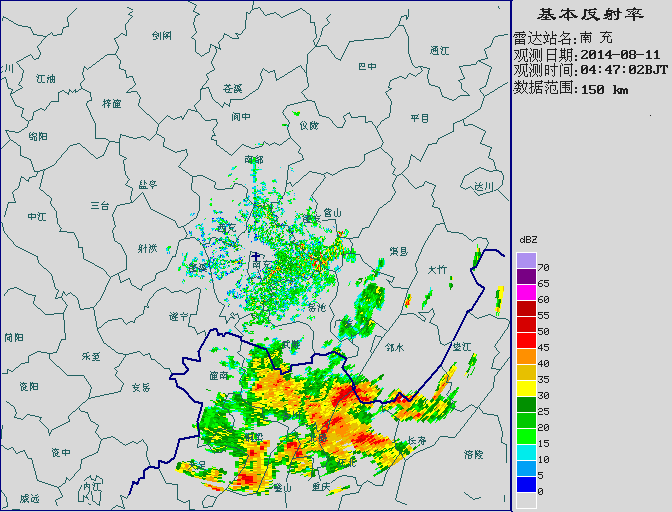 基本反射率
雷达站名:南 充
观测日期:2014-08-11
观测时间:04:47:02BJT
数据范围:150 km
剑阁
通江
川
江油
巴中
梓潼
苍溪
阆中
仪陇
平昌
绵阳
南部
盐亭
达川
三台
中江
营山
西充
射洪
渠县
大竹
蓬溪
南充
岳池
遂宁
简阳
武胜
邻水
垫江
乐至
潼南
资阳
安岳
铜梁
长寿
资中
大足
涪陵
内江
璧山
重庆
威远
dBZ
70
65
60
55
50
45
40
35
30
25
20
15
10
5
0